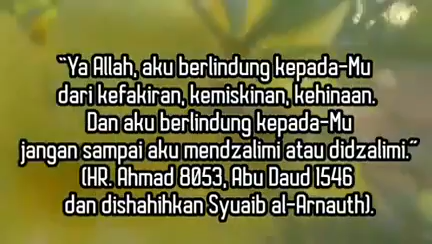 “Ya Allah, aku berlindung kepada-Mu
dari kefakiran, kemiskinan, kehinaan.
Dan aku berlindung kepada-Mu
jangan sampai aku mendzalimi atau didzalimi.”
(HR. Ahmad 8053, Abu Daud 1546
dan dishahihkan Syuaib al-Arnauth).